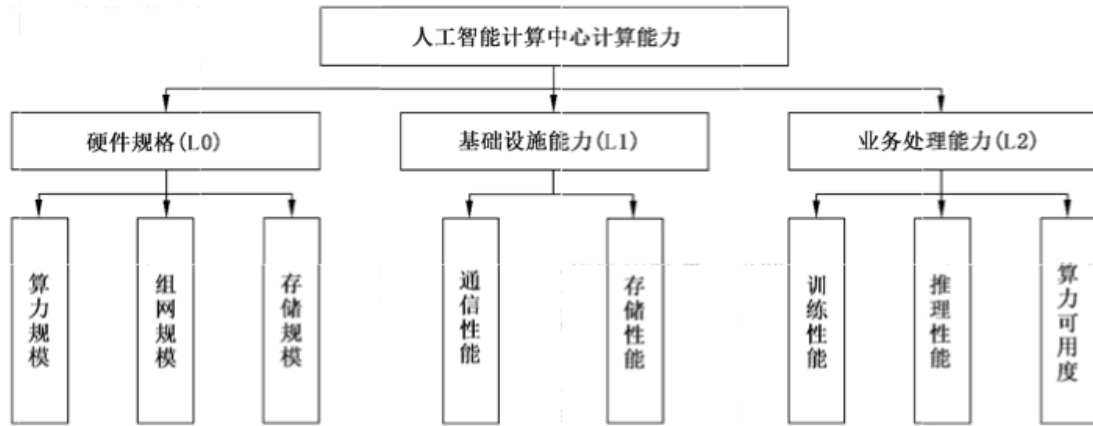 人工智能计算中心计算能力
硬件规格(L0)
基础设施能力(L1)
业务处理能力(L2)
算力规模
组网规模
存储规模
通信性能
存储性能
训练性能
推理性能
算力可用度